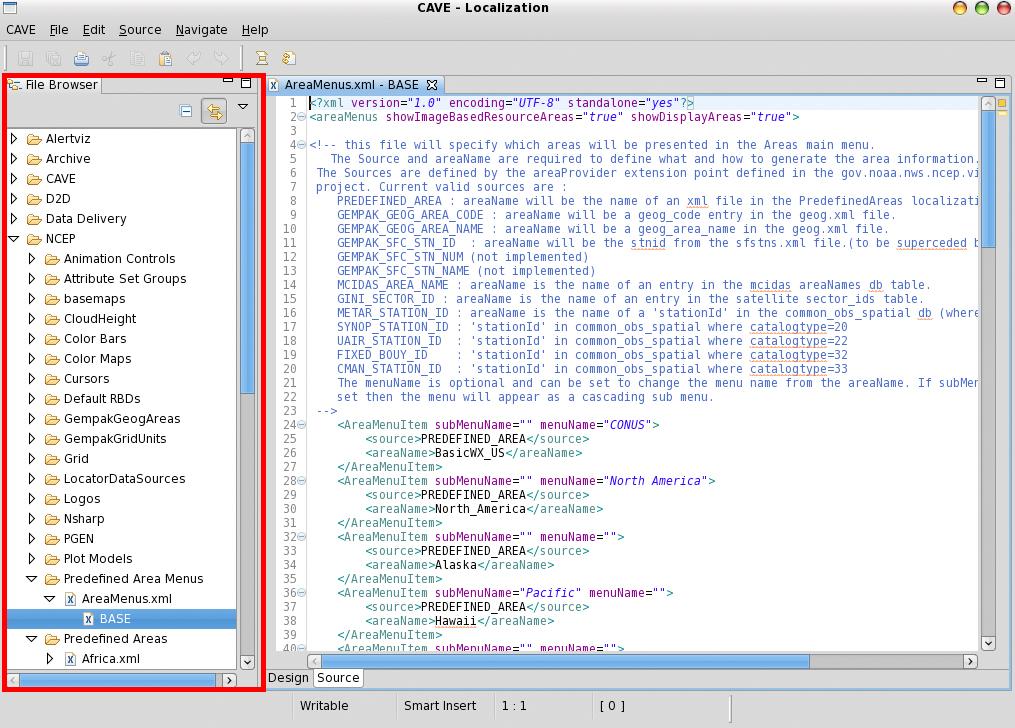 CAVE - Localization
CAVE File Edit Source Navigate Help
File Browser
Alertviz
Archive
CAVE
D2D
Data Delivery
NCEP
Animation Controls
Attribute Set Groups
basemaps
CloudHeight
Color Bars
Color Maps
Cursors
Default RBDs
GempakGeogAreas
GempakGridUnits
Grid
LocatorDataSources
Logos
Nsharp
PGEN
Plot Models
Predefined Area Menus
AreaMenus.xml
BASE
Predefined Areas
Africa.xml
AreaMenus.xml - BASE
1 <?xml version="1.0" encoding="UTF-8" standalone="yes"?>
2 <areaMenus showImageBasedResourceAreas="true" showDisplayAreas="true">
3
4 <!-- this file will specify which areas will be presented in the Areas main menu.
5 The Source and areaName are required to define what and how to generate the area information.
6 The Sources are defined by the areaProvider extension point defined in the gov.noaa.nws.ncep.vi
7 project. Current valid sources are :
8 PREDEFINED_AREA : areaName will be the name of an xml file in the PredefinedAreas localizati
9 GEMPAK_GEOG_AREA_CODE : areaName will be a geog_code entry in the geog.xml file.
10 GEMPAK_GEOG_AREA_NAME : areaName will be a geog_area_name in the geog.xml file.
11 GEMPAK_SFC_STN_ID : areaName will be the stnid from the sfstns.xml file.(to be superceded b
12 GEMPAK_SFC_STN_NUM (not implemented)
13 GEMPAK_SFC_STN_NAME (not implemented)
14 MCIDAS_AREA_NAME : areaName is the name of an entry in the mcidas areaNames db table.
15 GINI_SECTOR_ID : areaName is the name of an entry in the satellite sector_ids table.
16 METAR_STATION_ID : areaName is the name of a 'stationId' in the common_obs_spatial db (where
17 SYNOP_STATION_ID : 'stationId' in common_obs_spatial where catalogtype=20
18 UAIR_STATION_ID : 'stationId' in common_obs_spatial where catalogtype=22
19 FIXED_BOUY_ID : 'stationId' in common_obs_spatial where catalogtype=32
20 CMAN_STATION_ID : 'stationId' in common_obs_spatial where catalogtype=33
21 The menuName is optional and can be set to change the menu name from the areaName. If subMen
22 set then the menu will appear as a cascading sub menu.
23 -->
24 <AreaMenuItem subMenuName="" menuName="CONUS">
25 <source>PREDEFINED_AREA</source>
26 <areaName>BasicWX_US</areaName>
27 </AreaMenuItem>
28 <AreaMenuItem subMenuName="" menuName="North America">
29 <source>PREDEFINED_AREA</source>
30 <areaName>North_America</areaName>
31 </AreaMenuItem>
32 <AreaMenuItem subMenuName="" menuName="">
33 <source>PREDEFINED_AREA</source>
34 <areaName>Alaska</areaName>
35 </AreaMenuItem>
36 <AreaMenuItem subMenuName="Pacific" menuName="">
37 <source>PREDEFINED_AREA</source>
38 <areaName>Hawaii</areaName>
39 </AreaMenuItem>
40 <AreaMenuItem subMenuName="" menuName="">
Design Source
Writable Smart Insert 1 : 1 [ 0 ]